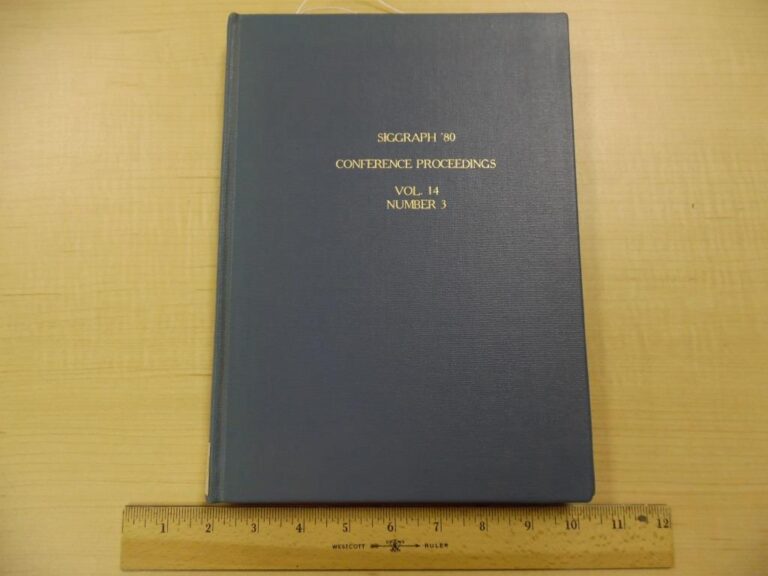 SIGGRAPH '80
CONFERENCE PROCEEDINGS
VOL. 14
NUMBER 3
1 2 3 4 5 6 7 8 9 10 11 12
WESTCOTT RULER